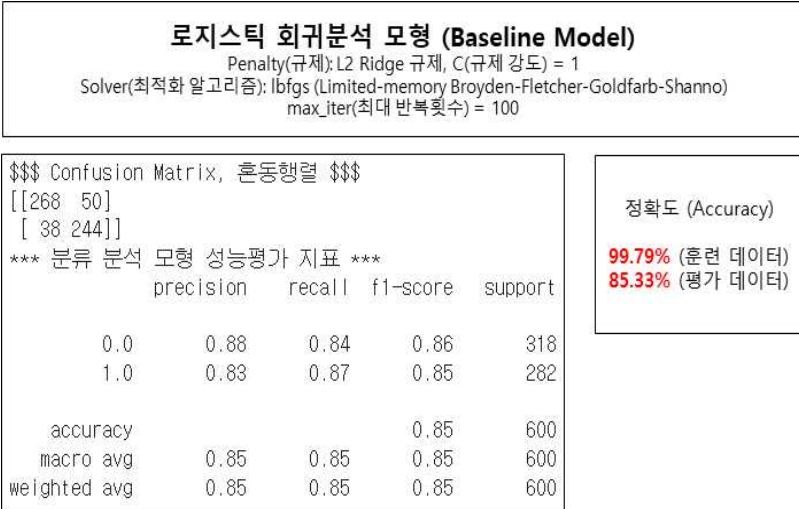 로지스틱 회귀분석 모형 (Baseline Model)
Penalty(규제): L2 Ridge 규제, C(규제 강도) = 1
Solver(최적화 알고리즘): lbfgs (Limited-memory Broyden-Fletcher-Goldfarb-Shanno)
max_iter(최대 반복횟수) = 100
$$$ Confusion Matrix, 혼동행렬 $$$
[[268 50]
[ 38 244]]
*** 분류 분석 모형 성능평가 지표 ***
precision recall f1-score support
0.0 0.88 0.84 0.86 318
1.0 0.83 0.87 0.85 282
accuracy 0.85 600
macro avg 0.85 0.85 0.85 600
weighted avg 0.85 0.85 0.85 600
정확도 (Accuracy)
99.79% (훈련 데이터)
85.33% (평가 데이터)